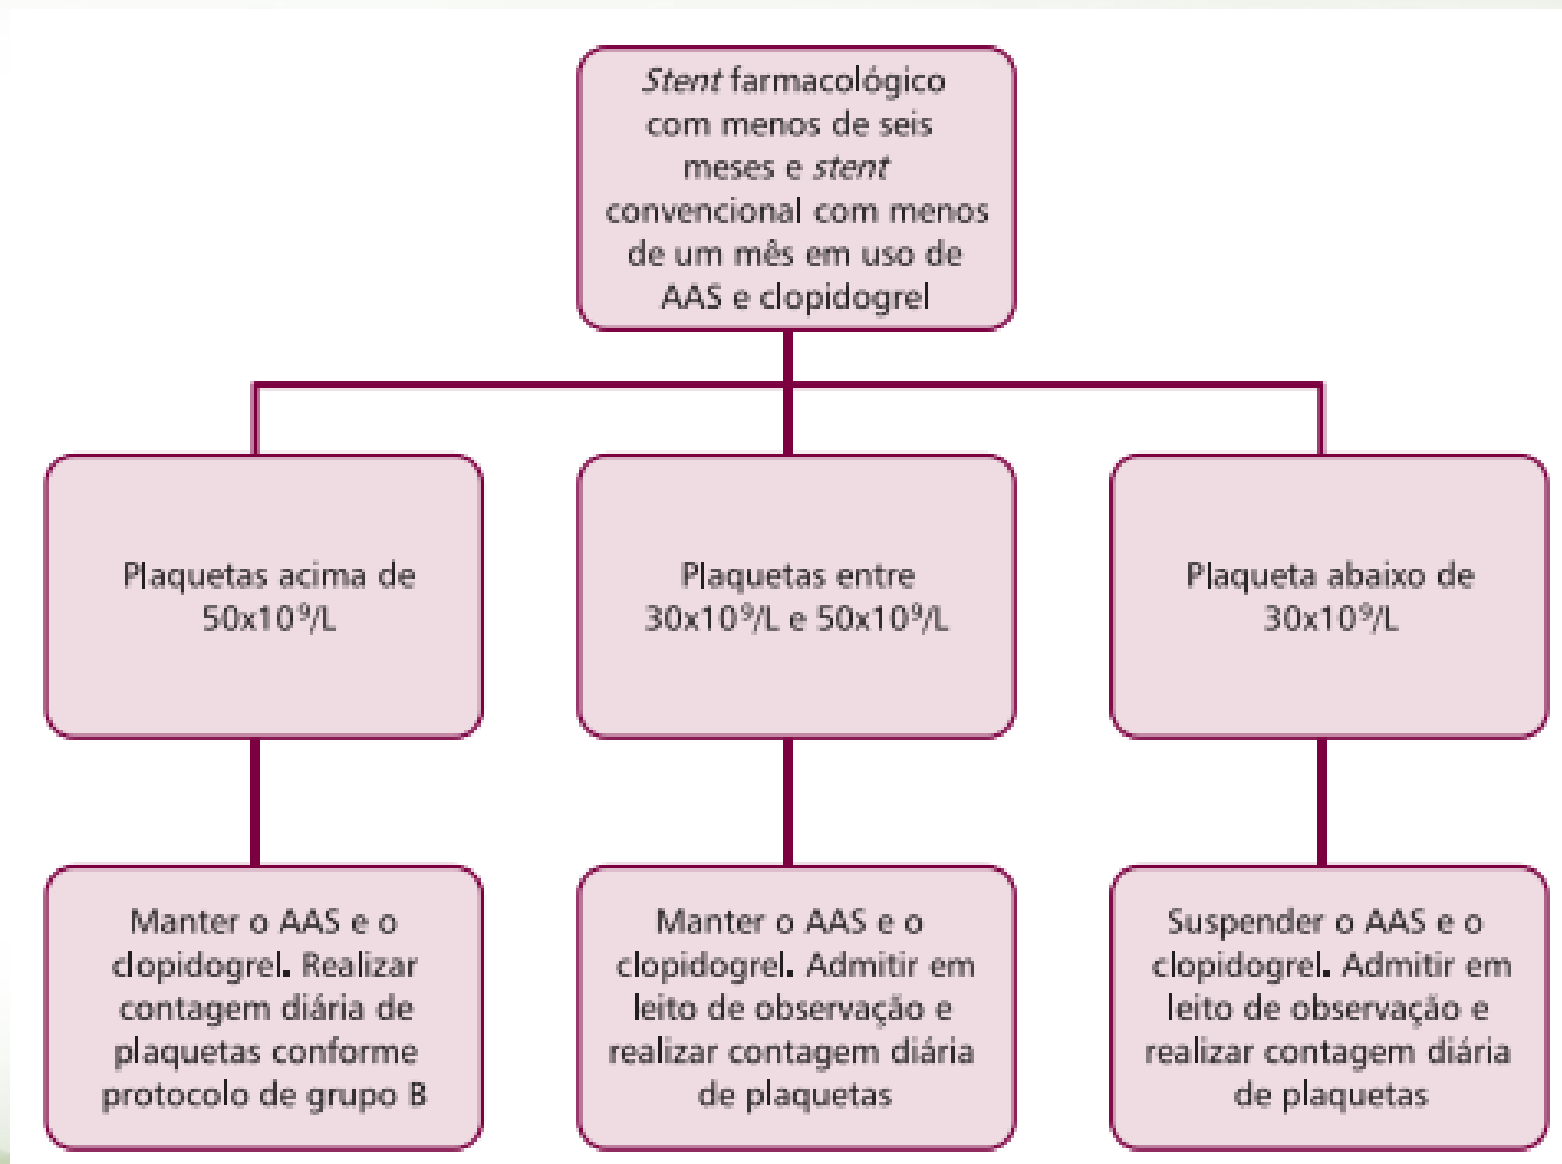 Stent farmacológico
com menos de seis
meses e stent
convencional com menos
de um mês em uso de
AAS e clopidogrel
Plaquetas acima de
50x10⁹/L
Plaquetas entre
30x10⁹/L e 50x10⁹/L
Plaqueta abaixo de
30x10⁹/L
Manter o AAS e o
clopidogrel. Realizar
contagem diária de
plaquetas conforme
protocolo de grupo B
Manter o AAS e o
clopidogrel. Admitir em
leito de observação e
realizar contagem diária
de plaquetas
Suspender o AAS e o
clopidogrel. Admitir em
leito de observação e
realizar contagem diária
de plaquetas